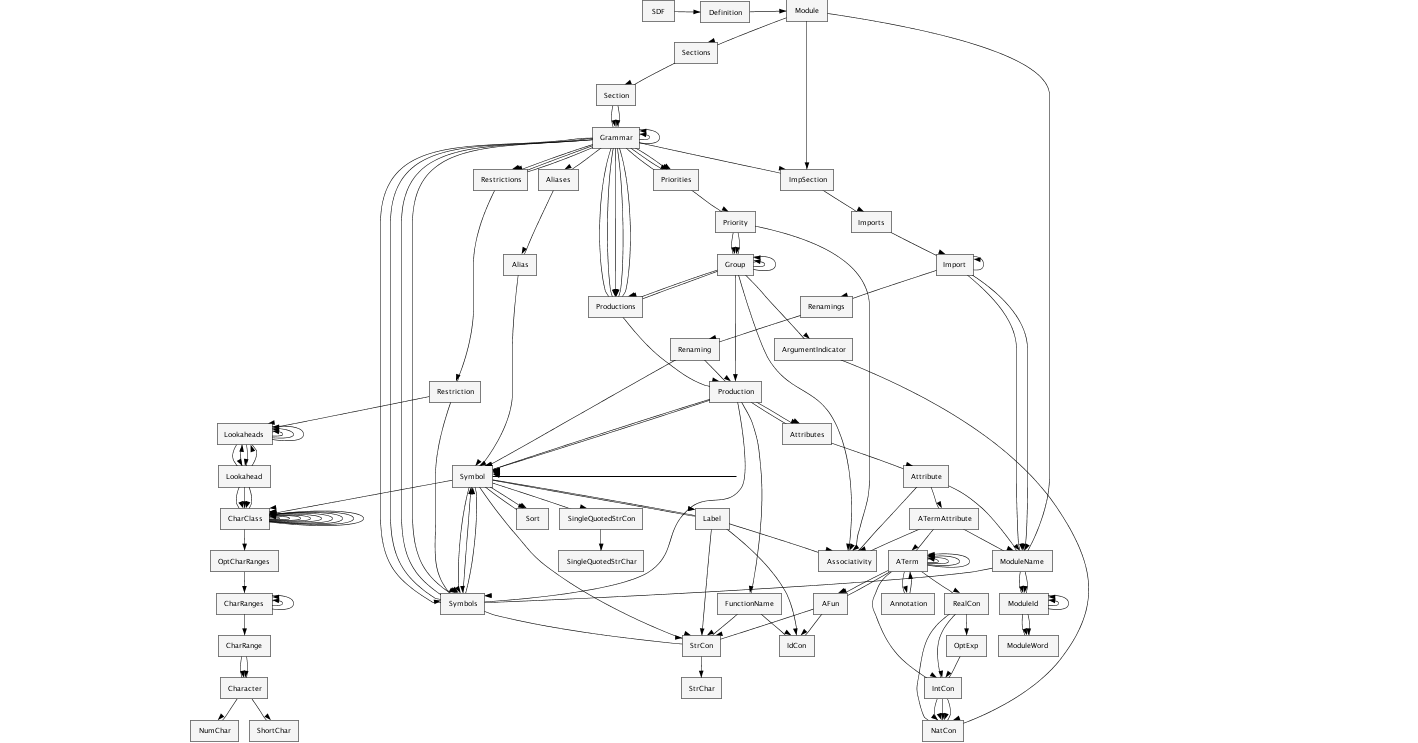 SDF
Definition
Module
Sections
Section
Grammar
Restrictions
Aliases
Priorities
ImpSection
Priority
Imports
Alias
Group
Import
Productions
Renamings
Renaming
ArgumentIndicator
Restriction
Production
Lookaheads
Attributes
Lookahead
Symbol
Attribute
CharClass
Sort
SingleQuotedStrCon
Label
ATermAttribute
OptCharRanges
SingleQuotedStrChar
Associativity
ATerm
ModuleName
CharRanges
Symbols
FunctionName
AFun
Annotation
RealCon
ModuleId
CharRange
StrCon
IdCon
OptExp
ModuleWord
Character
StrChar
IntCon
NumChar
ShortChar
NatCon